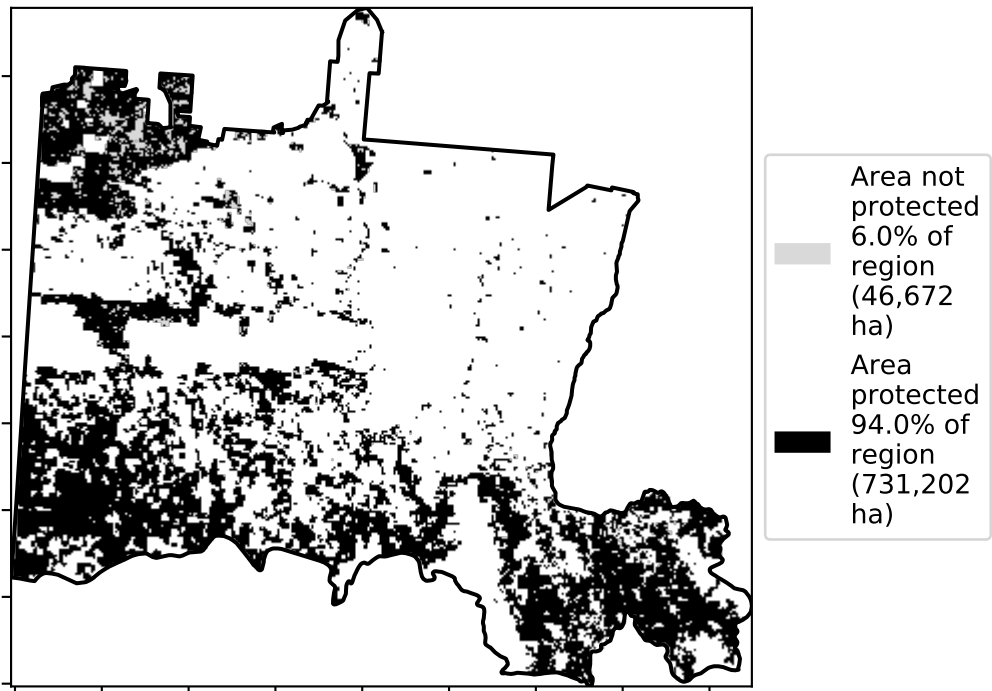 Area not
protected
6.0% of
region
(46,672
ha)
Area
protected
94.0% of
region
(731,202
ha)